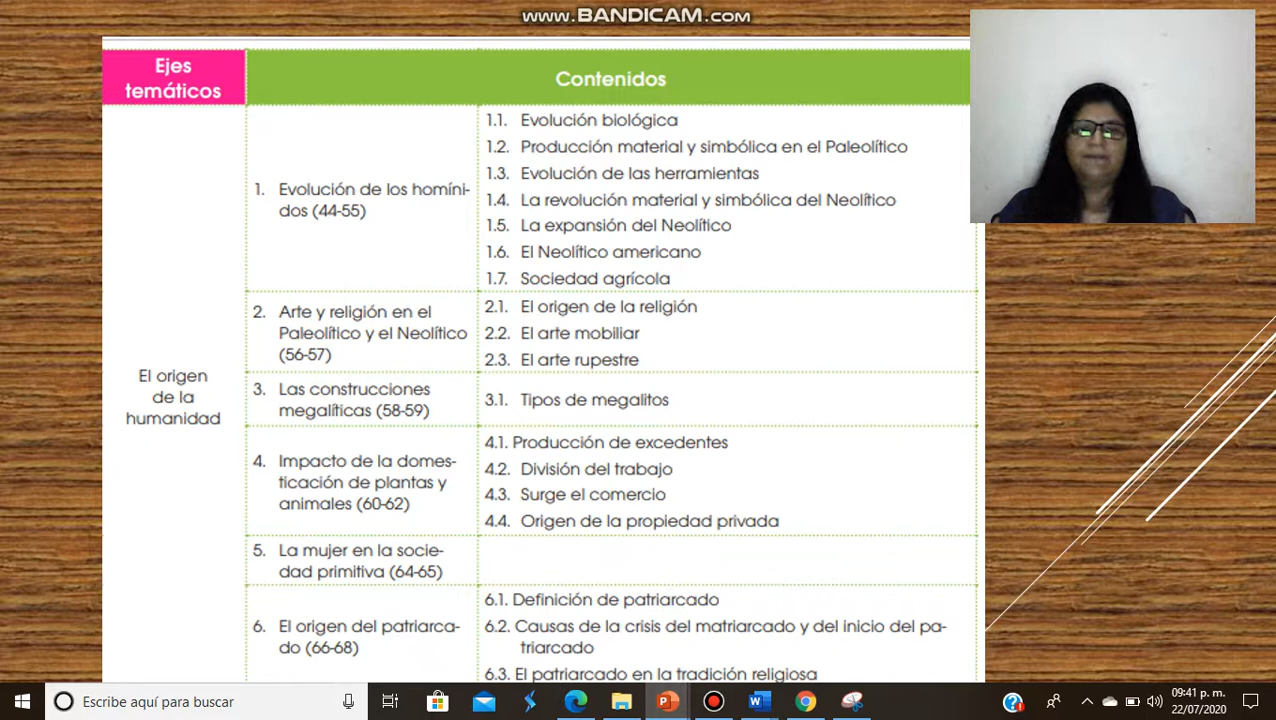 www.BANDICAM.com
Ejes
temáticos
Contenidos
El origen
de la
humanidad
1. Evolución de los homíni-
dos (44-55)
1.1. Evolución biológica
1.2. Producción material y simbólica en el Paleolítico
1.3. Evolución de las herramientas
1.4. La revolución material y simbólica del Neolítico
1.5. La expansión del Neolítico
1.6. El Neolítico americano
1.7. Sociedad agrícola
2. Arte y religión en el
Paleolítico y el Neolítico
(56-57)
2.1. El origen de la religión
2.2. El arte mobiliar
2.3. El arte rupestre
3. Las construcciones
megalíticas (58-59)
3.1. Tipos de megalitos
4. Impacto de la domes-
ticación de plantas y
animales (60-62)
4.1. Producción de excedentes
4.2. División del trabajo
4.3. Surge el comercio
4.4. Origen de la propiedad privada
5. La mujer en la socie-
dad primitiva (64-65)
6. El origen del patriarca-
do (66-68)
6.1. Definición de patriarcado
6.2. Causas de la crisis del matriarcado y del inicio del pa-
triarcado
6.3. El patriarcado en la tradición religiosa
Escribe aquí para buscar
09:41 p. m.
22/07/2020